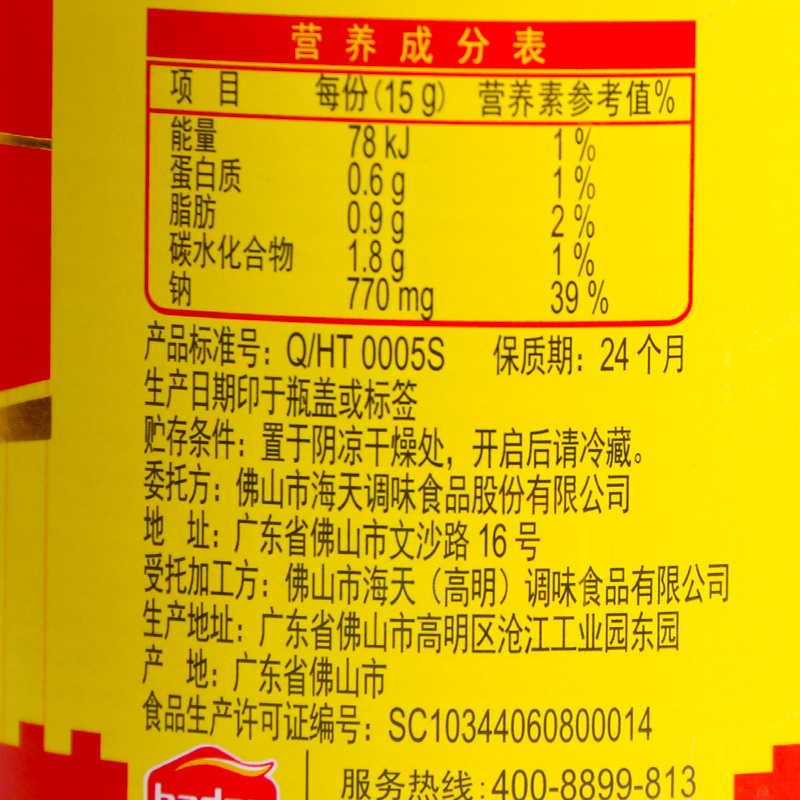 营养成分表
项 目 每份(15 g) 营养素参考值%
能量 78 kJ 1 %
蛋白质 0.6 g 1 %
脂肪 0.9 g 2 %
碳水化合物 1.8 g 1 %
钠 770 mg 39 %
产品标准号：Q/HT 0005S 保质期：24 个月
生产日期印于瓶盖或标签
贮存条件：置于阴凉干燥处，开启后请冷藏。
委托方：佛山市海天调味食品股份有限公司
地 址：广东省佛山市文沙路 16 号
受托加工方：佛山市海天（高明）调味食品有限公司
生产地址：广东省佛山市高明区沧江工业园东园
产 地：广东省佛山市
食品生产许可证编号：SC10344060800014
服务热线:400-8899-813